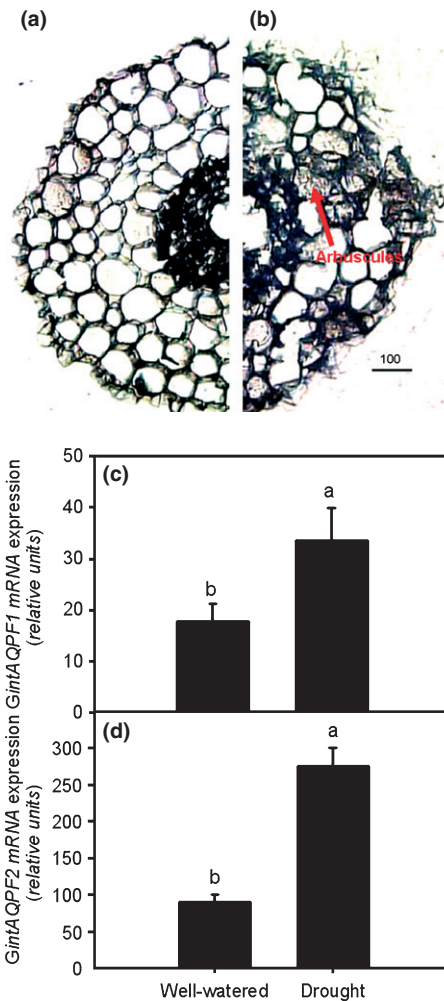 (a)
(b)
Arbuscules
100
GintAQPF1 mRNA expression
(relative units)
50
40
30
20
10
0
(c)
b
a
GintAQPF2 mRNA expression
(relative units)
300
250
200
150
100
50
0
(d)
b
a
Well-watered
Drought